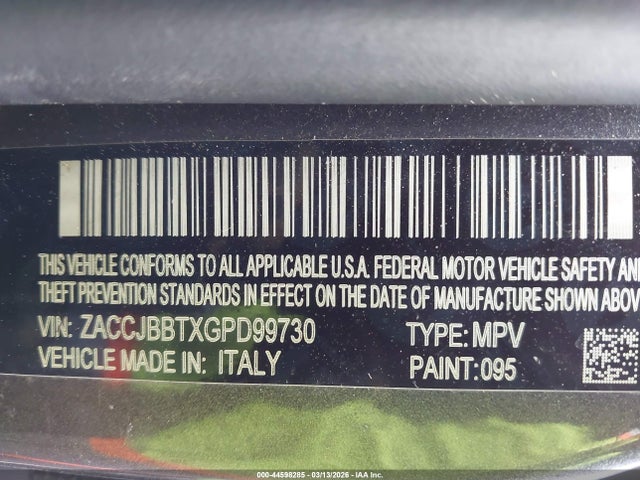 THIS VEHICLE CONFORMS TO ALL APPLICABLE U.S.A. FEDERAL MOTOR VEHICLE SAFETY AND
THEFT PREVENTION STANDARDS IN EFFECT ON THE DATE OF MANUFACTURE SHOWN ABOV
VIN: ZACCJBBTXGPD99730 TYPE: MPV
VEHICLE MADE IN: ITALY PAINT: 095
000-44598285 - 03/13/2026 - IAA Inc.